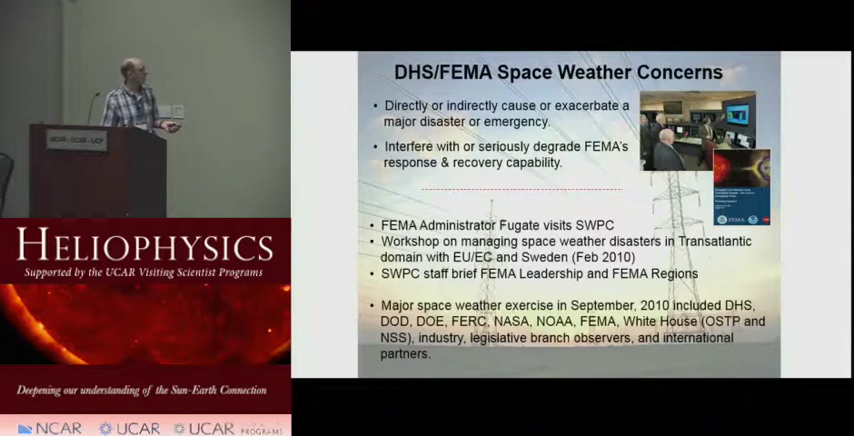 NCAR-UCAR-UCP
HELIOPHYSICS
Supported by the UCAR Visiting Scientist Programs
Deepening our understanding of the Sun-Earth Connection
NCAR
UCAR
UCAR PROGRAMS
DHS/FEMA Space Weather Concerns
• Directly or indirectly cause or exacerbate a
major disaster or emergency.
• Interfere with or seriously degrade FEMA's
response & recovery capability.
FEMA
• FEMA Administrator Fugate visits SWPC
• Workshop on managing space weather disasters in Transatlantic
domain with EU/EC and Sweden (Feb 2010)
• SWPC staff brief FEMA Leadership and FEMA Regions
• Major space weather exercise in September, 2010 included DHS,
DOD, DOE, FERC, NASA, NOAA, FEMA, White House (OSTP and
NSS), industry, legislative branch observers, and international
partners.